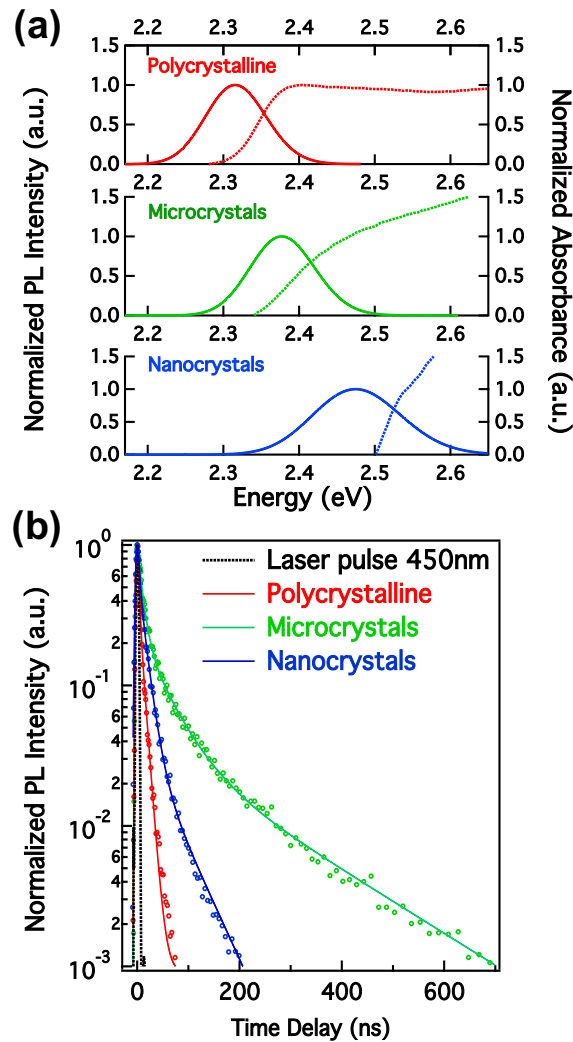 (a)
2.2 2.3 2.4 2.5 2.6
1.5 1.5
Polycrystalline
1.0 1.0
0.5 0.5
0.0 0.0
2.2 2.3 2.4 2.5 2.6
1.5 1.5
Microcrystals
1.0 1.0
0.5 0.5
0.0 0.0
2.2 2.3 2.4 2.5 2.6
1.5 1.5
Nanocrystals
1.0 1.0
0.5 0.5
0.0 0.0
2.2 2.3 2.4 2.5 2.6
Energy (eV)
Normalized PL Intensity (a.u.)
Normalized Absorbance (a.u.)
(b)
Laser pulse 450nm
Polycrystalline
Microcrystals
Nanocrystals
10^0
8
6
4
2
10^-1
8
6
4
2
10^-2
8
6
4
2
10^-3
0 200 400 600
Time Delay (ns)
Normalized PL Intensity (a.u.)